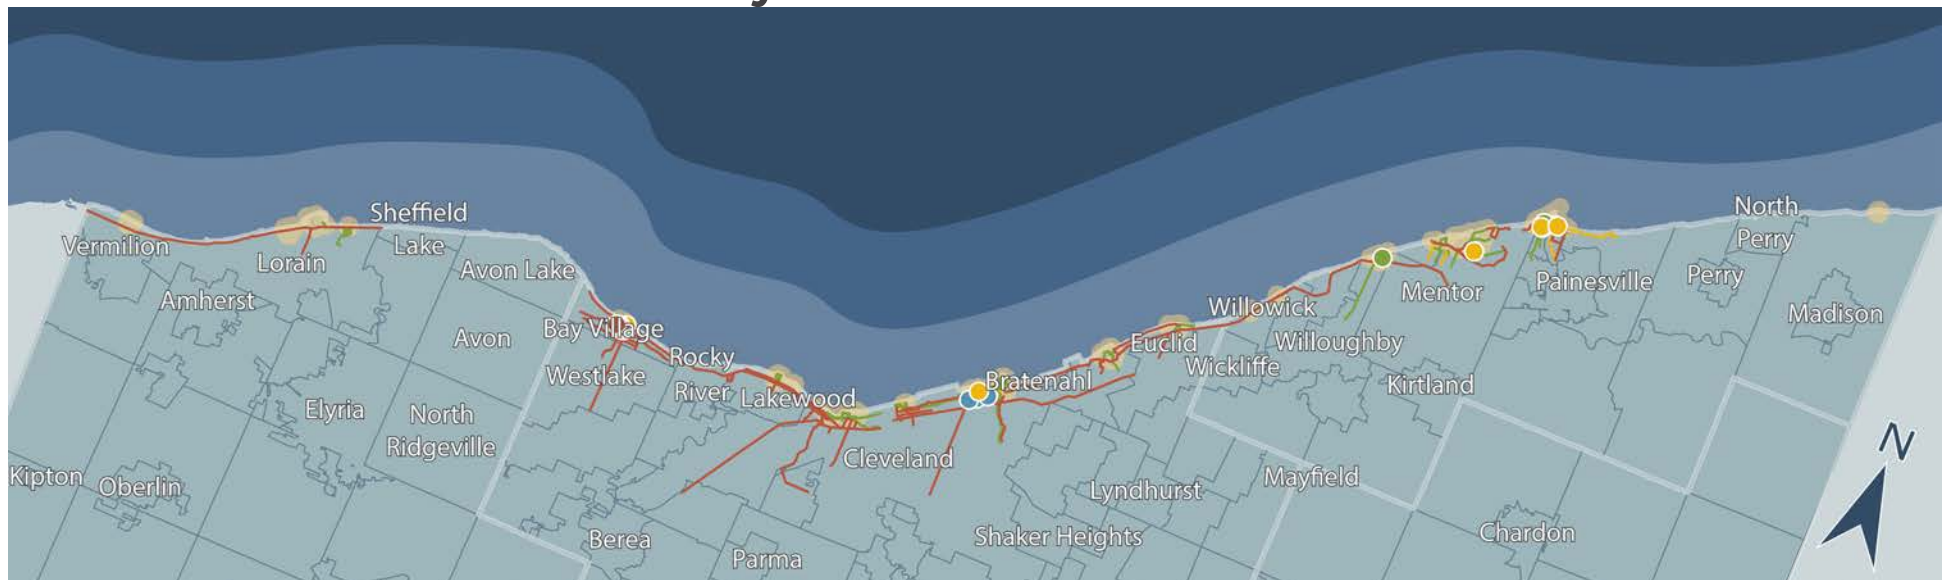 Sheffield
Lake
Vermilion
Lorain
Avon Lake
Amherst
Avon
Bay Village
Westlake
Rocky
River
Lakewood
Elyria
North
Ridgeville
Kipton
Oberlin
Berea
Parma
Cleveland
Bratenahl
Euclid
Wickliffe
Willowick
Willoughby
Kirtland
Mentor
Painesville
North
Perry
Perry
Madison
Lyndhurst
Mayfield
Shaker Heights
Chardon
N